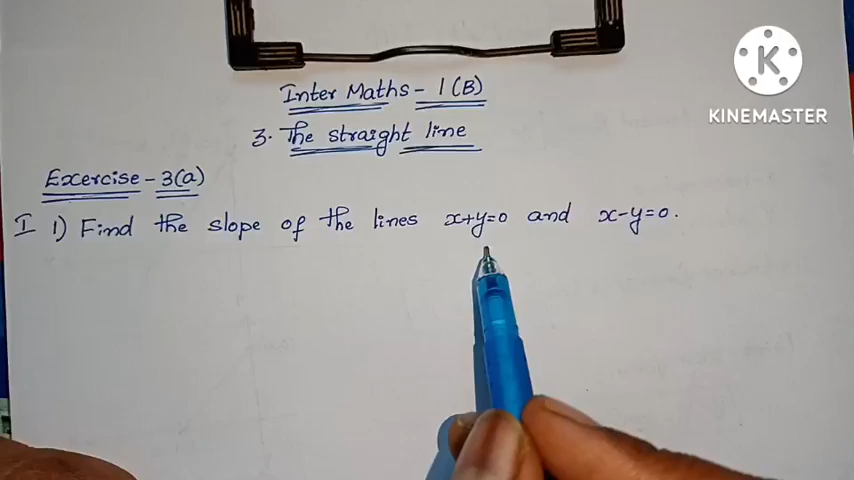 Inter Maths - 1(B)
3. The straight line
Exercise - 3(a)
I 1) Find the slope of the lines x+y=0 and x-y=0.
K
KINEMASTER